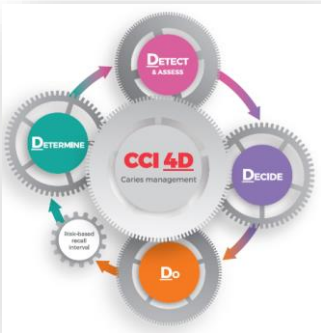 DETECT
& ASSESS
DETERMINE
CCI 4D
Caries management
DECIDE
Risk-based
recall
interval
DO